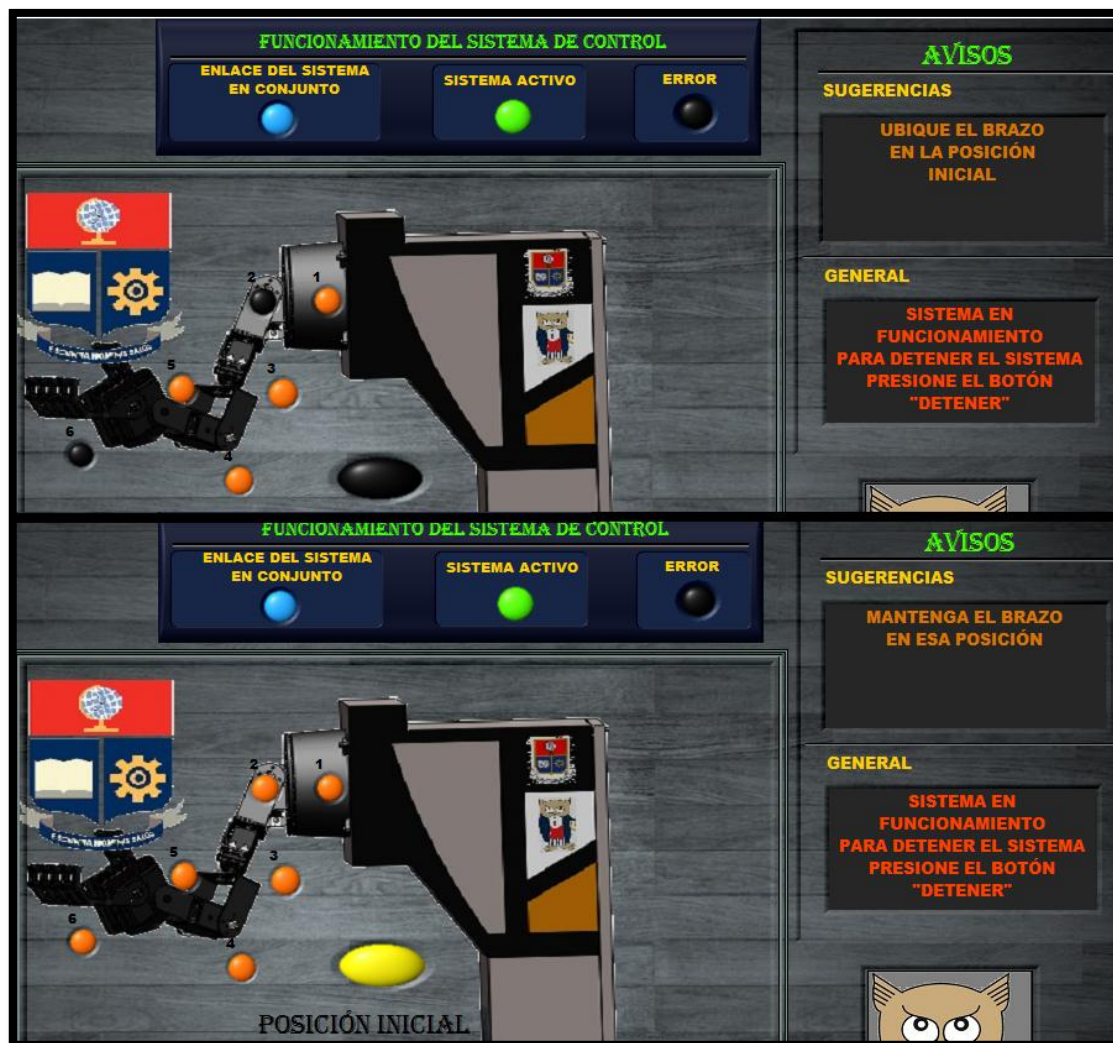 FUNCIONAMIENTO DEL SISTEMA DE CONTROL
ENLACE DEL SISTEMA
EN CONJUNTO
SISTEMA ACTIVO
ERROR
AVISOS
SUGERENCIAS
UBIQUE EL BRAZO
EN LA POSICIÓN
INICIAL
GENERAL
SISTEMA EN
FUNCIONAMIENTO
PARA DETENER EL SISTEMA
PRESIONE EL BOTÓN
"DETENER"
2
1
5
3
6
4
FUNCIONAMIENTO DEL SISTEMA DE CONTROL
ENLACE DEL SISTEMA
EN CONJUNTO
SISTEMA ACTIVO
ERROR
AVISOS
SUGERENCIAS
MANTENGA EL BRAZO
EN ESA POSICIÓN
GENERAL
SISTEMA EN
FUNCIONAMIENTO
PARA DETENER EL SISTEMA
PRESIONE EL BOTÓN
"DETENER"
2
1
5
3
6
4
POSICIÓN INICIAL